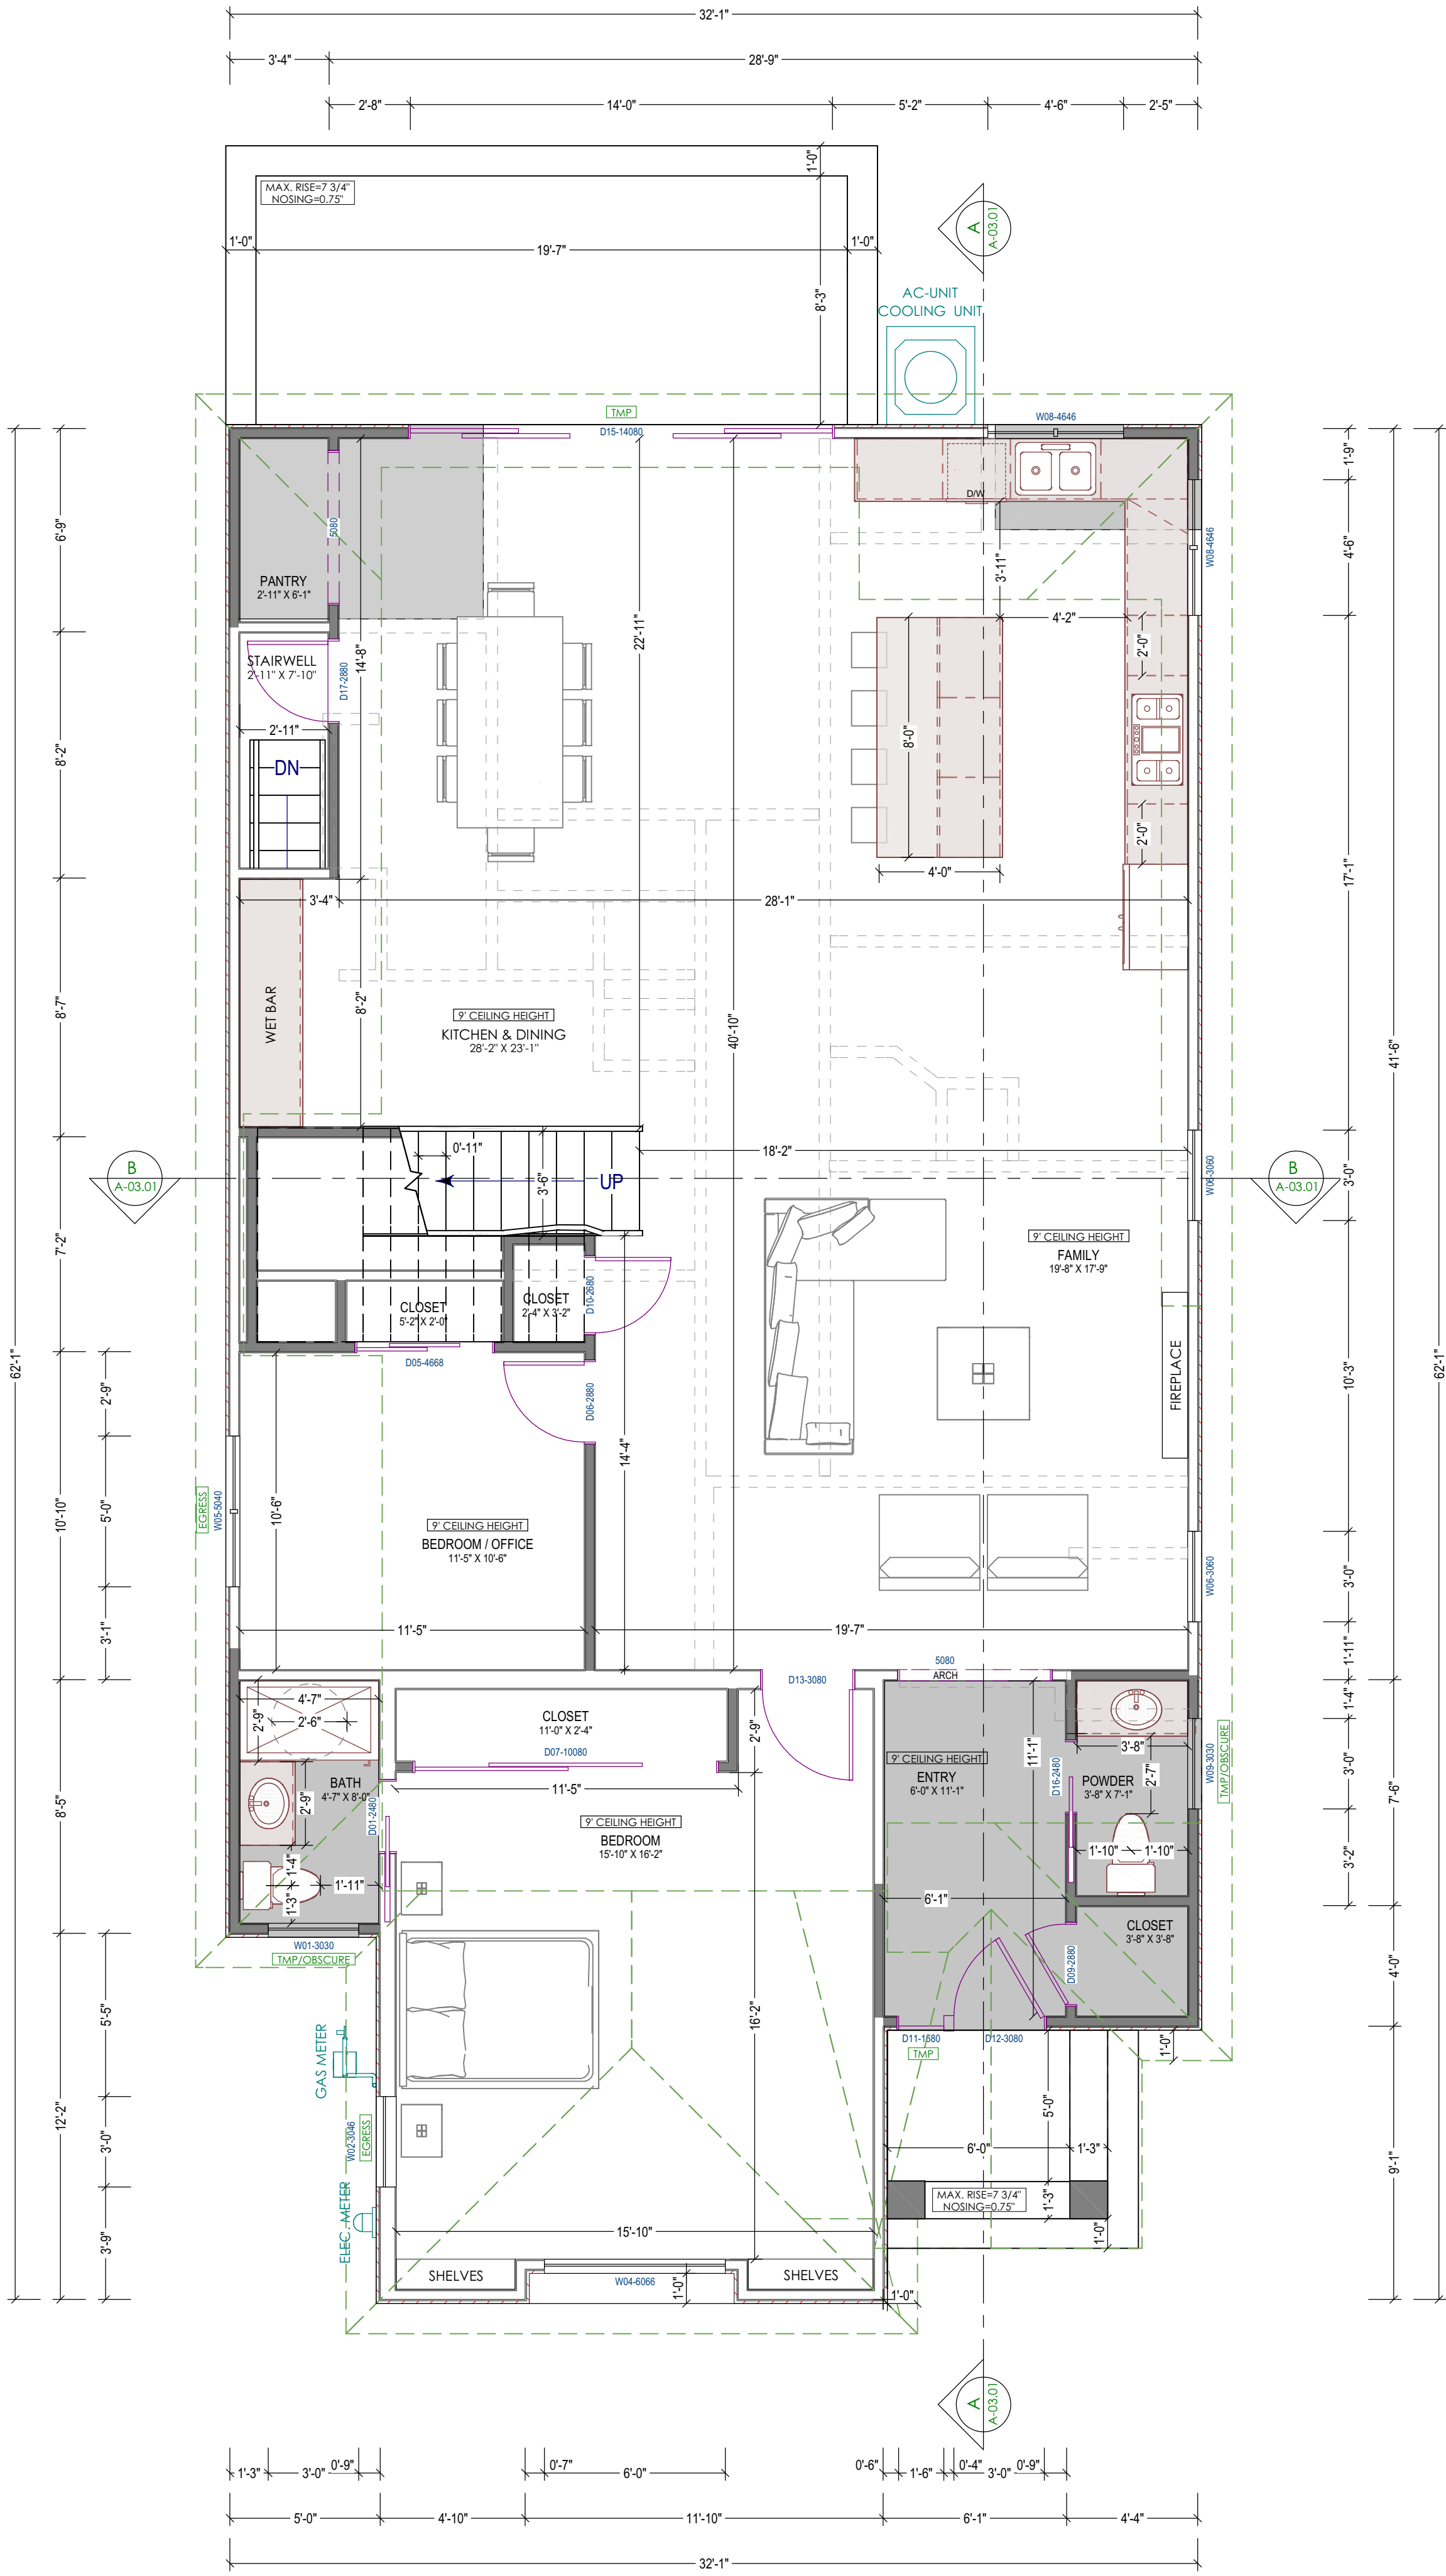 32'-1"
3'-4" 28'-9"
2'-8" 14'-0" 5'-2" 4'-6" 2'-5"
1'-0"
MAX. RISE=7 3/4"
NOSING=0.75"
A
A-03.01
1'-0" 19'-7" 1'-0"
8'-3"
AC-UNIT
COOLING UNIT
TMP
D15-14080
W08-4646
1'-9"
D/W
6'-9"
5080
W08-4646
4'-6"
3'-11"
PANTRY
2'-11" X 6'-1"
4'-2"
22'-11"
2'-0"
14'-8"
STAIRWELL
2'-11" X 7'-10"
D17-2880
2'-11"
8'-0"
8'-2"
DN
2'-0"
4'-0"
17'-1"
3'-4" 28'-1"
8'-7"
8'-2"
WET BAR
9' CEILING HEIGHT
KITCHEN & DINING
28'-2" X 23'-1"
40'-10"
41'-6"
0'-11"
18'-2"
B
A-03.01
3'-6"
UP
W06-3060
3'-0"
B
A-03.01
7'-2"
9' CEILING HEIGHT
FAMILY
19'-8" X 17'-9"
CLOSET
5'-2" X 2'-0"
CLOSET
2'-4" X 3'-2"
D10-2680
62'-1"
D05-4668
62'-1"
2'-9"
D06-2880
FIREPLACE
10'-3"
14'-4"
10'-10"
5'-0"
EGRESS
W05-5040
10'-6"
9' CEILING HEIGHT
BEDROOM / OFFICE
11'-5" X 10'-6"
W06-3060
3'-0"
3'-1"
11'-5" 19'-7"
1'-11"
5080
ARCH
D13-3080
4'-7"
2'-9"
2'-6"
CLOSET
11'-0" X 2'-4"
2'-9"
1'-4"
D07-10080
3'-8"
9' CEILING HEIGHT
ENTRY
6'-0" X 11'-1"
11'-1"
D16-2480
POWDER
3'-8" X 7'-1"
2'-7"
W09-3030
TMP/OBSCURE
3'-0"
BATH
4'-7" X 8'-0"
11'-5"
2'-9"
D01-2480
8'-5"
7'-6"
9' CEILING HEIGHT
BEDROOM
15'-10" X 16'-2"
1'-10" 1'-10"
3'-2"
1'-4"
1'-11"
1'-3"
6'-1"
CLOSET
3'-8" X 3'-8"
W01-3030
TMP/OBSCURE
D09-2880
4'-0"
5'-5"
16'-2"
GAS METER
D11-1680
TMP
D12-3080
1'-0"
12'-2"
3'-0"
W02-3046
EGRESS
5'-0"
6'-0" 1'-3"
9'-1"
MAX. RISE=7 3/4"
NOSING=0.75"
1'-3"
3'-9"
ELEC. METER
15'-10"
1'-0"
SHELVES
W04-6066
1'-0"
SHELVES
1'-0"
A
A-03.01
1'-3" 3'-0" 0'-9" 0'-7" 6'-0" 0'-6" 1'-6" 0'-4" 3'-0" 0'-9"
5'-0" 4'-10" 11'-10" 6'-1" 4'-4"
32'-1"